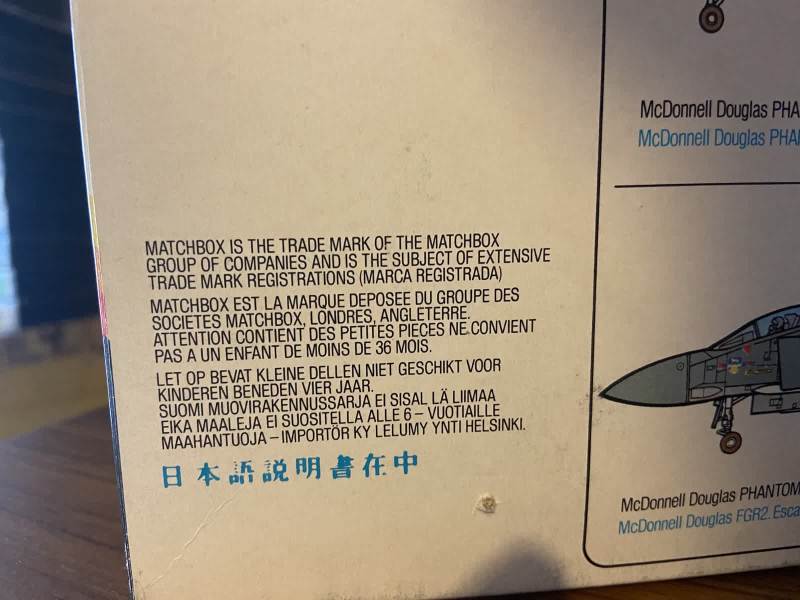 MATCHBOX IS THE TRADE MARK OF THE MATCHBOX
GROUP OF COMPANIES AND IS THE SUBJECT OF EXTENSIVE
TRADE MARK REGISTRATIONS (MARCA REGISTRADA)
MATCHBOX EST LA MARQUE DEPOSEE DU GROUPE DES
SOCIETES MATCHBOX, LONDRES, ANGLETERRE.
ATTENTION CONTIENT DES PETITES PIECES NE CONVIENT
PAS A UN ENFANT DE MOINS DE 36 MOIS.
LET OP BEVAT KLEINE DELLEN NIET GESCHIKT VOOR
KINDEREN BENEDEN VIER JAAR.
SUOMI MUOVIRAKENNUSSARJA EI SISAL LÄ LIIMAA
EIKA MAALEJA EI SUOSITELLA ALLE 6 – VUOTIAILLE
MAAHANTUOJA – IMPORTÖR KY LELUMY YNTI HELSINKI.
日本語説明書在中
McDonnell Douglas PHA
McDonnell Douglas PHA
McDonnell Douglas PHANTOM
McDonnell Douglas FGR2. Esca